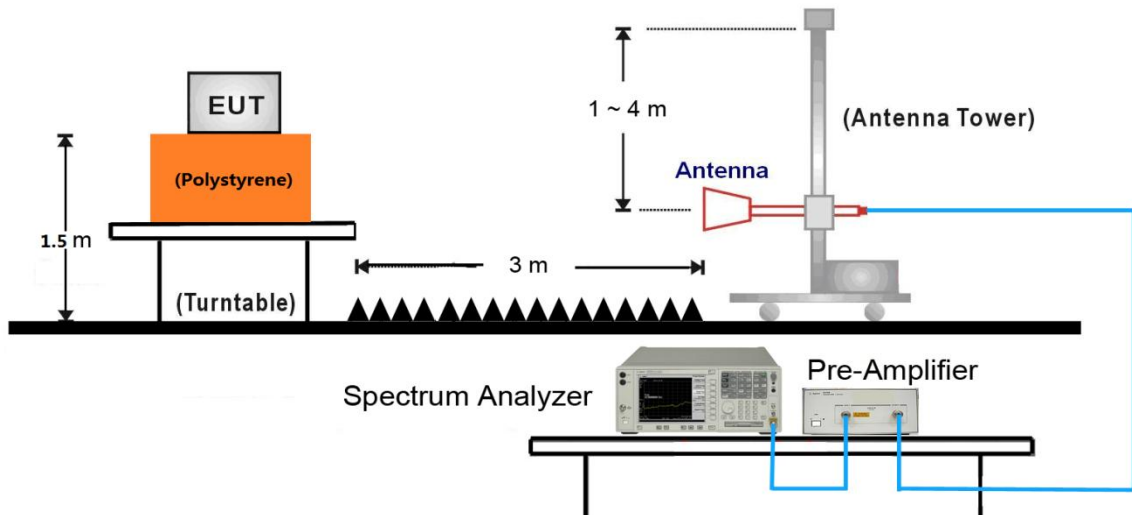 EUT
(Polystyrene)
1.5 m
(Turntable)
3 m
1 ~ 4 m
(Antenna Tower)
Antenna
Spectrum Analyzer
Pre-Amplifier